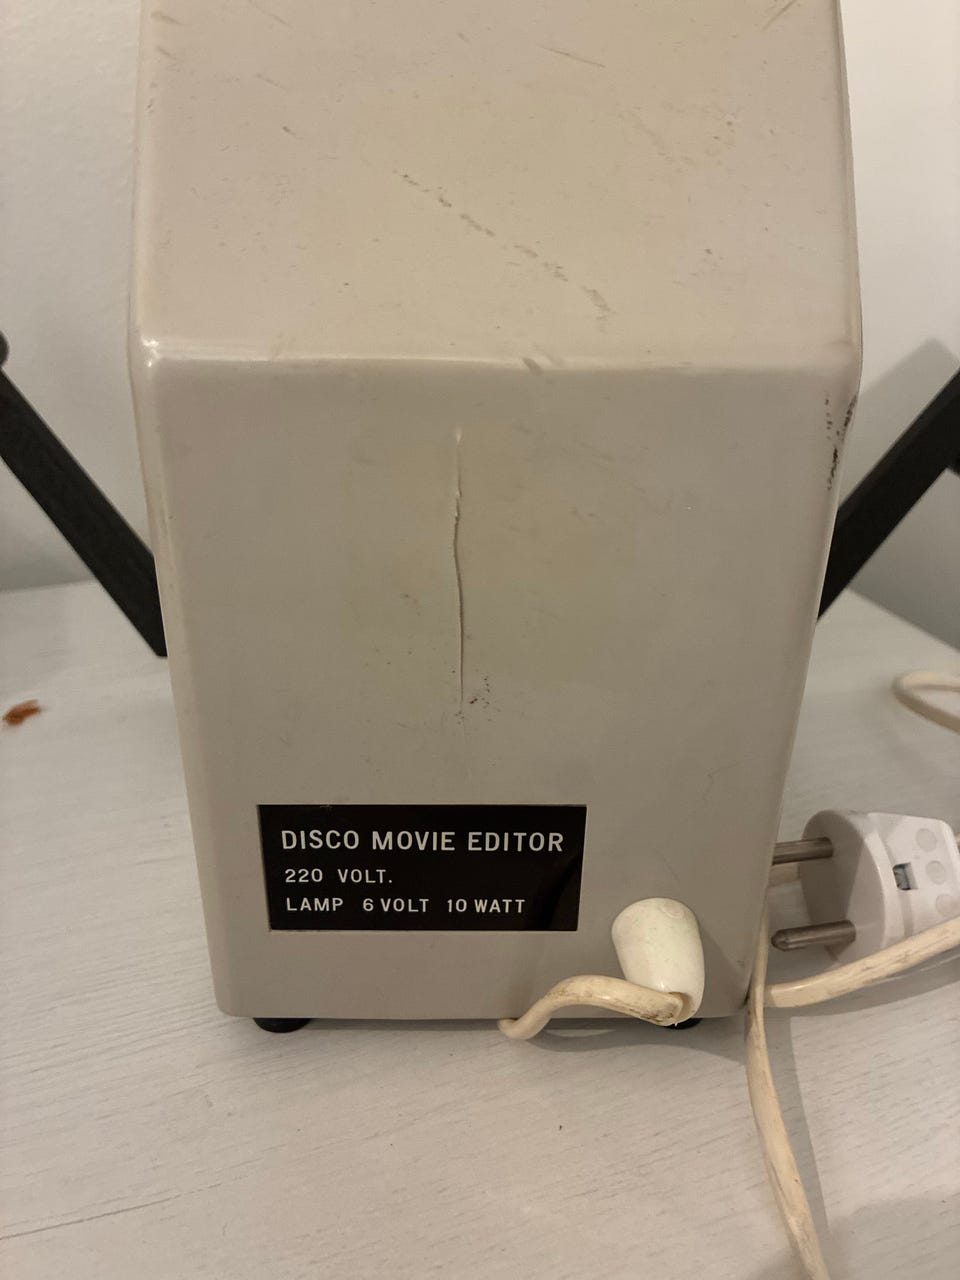 DISCO MOVIE EDITOR
220 VOLT.
LAMP 6 VOLT 10 WATT